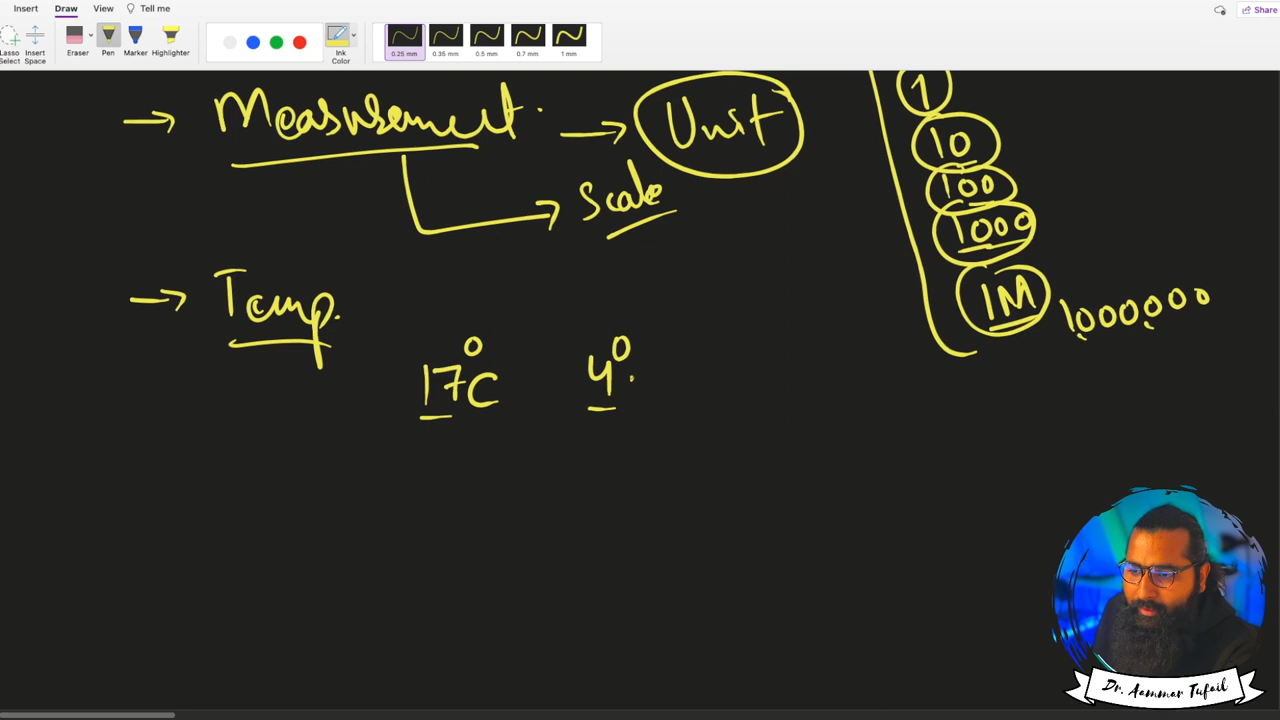 Insert Draw View Tell me
Share
Lasso Select
Insert Space
Eraser
Pen
Marker
Highlighter
Ink Color
0.25 mm
0.35 mm
0.5 mm
0.7 mm
1 mm
→ Measurement. → Unit
→ Scale
1
10
100
1000
1M 1000000
→ Temp.
17°C 4°.
Dr. Aammar Tufail